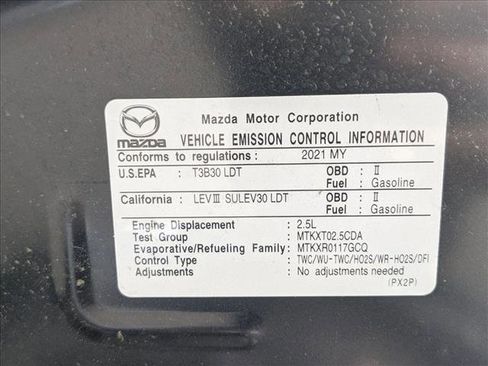 Mazda Motor Corporation
mazda VEHICLE EMISSION CONTROL INFORMATION
Conforms to regulations : 2021 MY
U.S.EPA : T3B30 LDT OBD : II
Fuel : Gasoline
California : LEVIII SULEV30 LDT OBD : II
Fuel : Gasoline
Engine Displacement : 2.5L
Test Group : MTKXT02.5CDA
Evaporative/Refueling Family: MTKXR0117GCQ
Control Type : TWC/WU-TWC/HO2S/WR-HO2S/DFI
Adjustments : No adjustments needed
(PX2P)